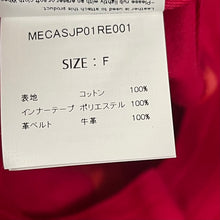 MECASJP01RE001
SIZE: F
表地 コットン 100%
インナーテープ ポリエステル 100%
革ベルト 牛革 100%